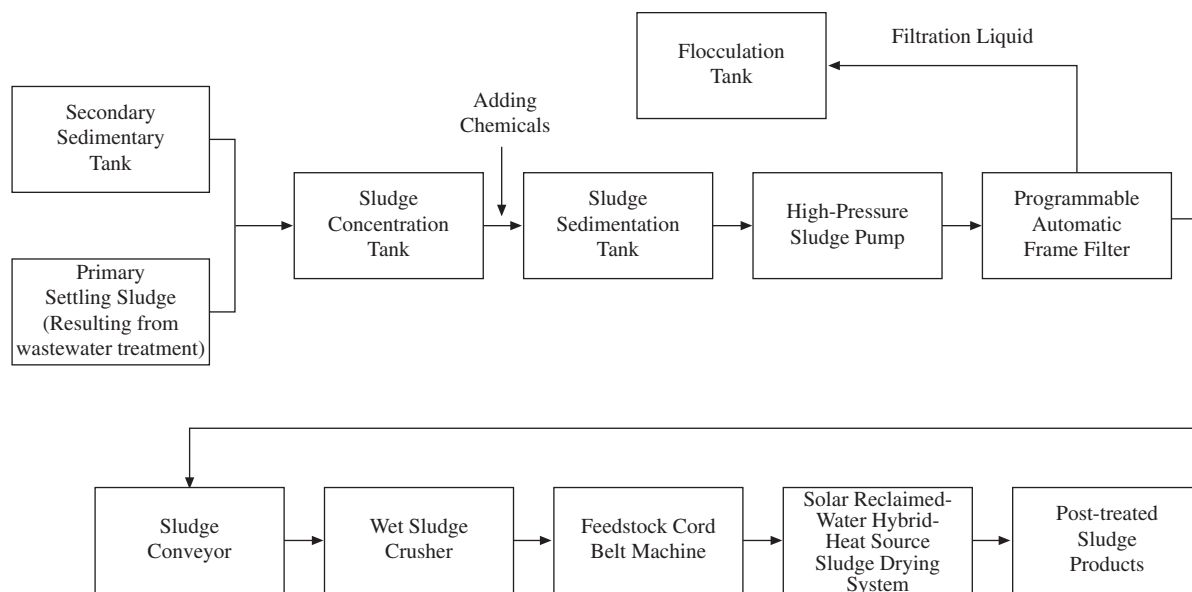 Secondary
Sedimentary
Tank
Primary
Settling Sludge
(Resulting from
wastewater treatment)
Sludge
Concentration
Tank
Adding
Chemicals
Sludge
Sedimentation
Tank
High-Pressure
Sludge Pump
Programmable
Automatic
Frame Filter
Filtration Liquid
Flocculation
Tank
Sludge
Conveyor
Wet Sludge
Crusher
Feedstock Cord
Belt Machine
Solar Reclaimed-
Water Hybrid-
Heat Source
Sludge Drying
System
Post-treated
Sludge
Products